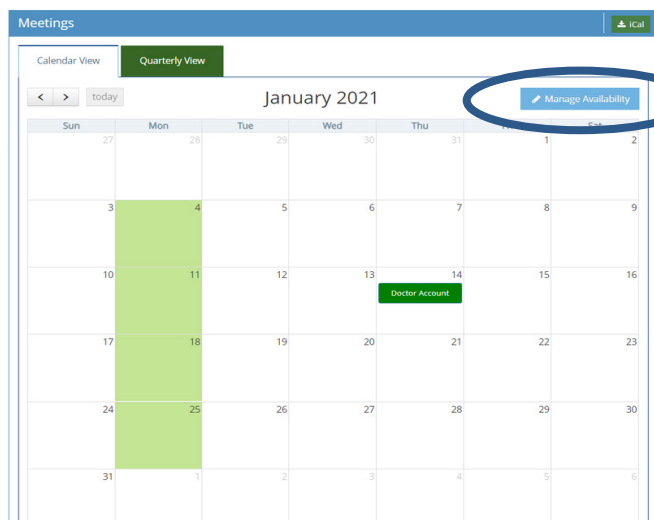 Meetings
iCal
Calendar View
Quarterly View
today
January 2021
Manage Availability
Sun Mon Tue Wed Thu Sat
27 28 29 30 31 1 2
3 4 5 6 7 8 9
10 11 12 13 14 15 16
Doctor Account
17 18 19 20 21 22 23
24 25 26 27 28 29 30
31 1 2 3 4 5 6